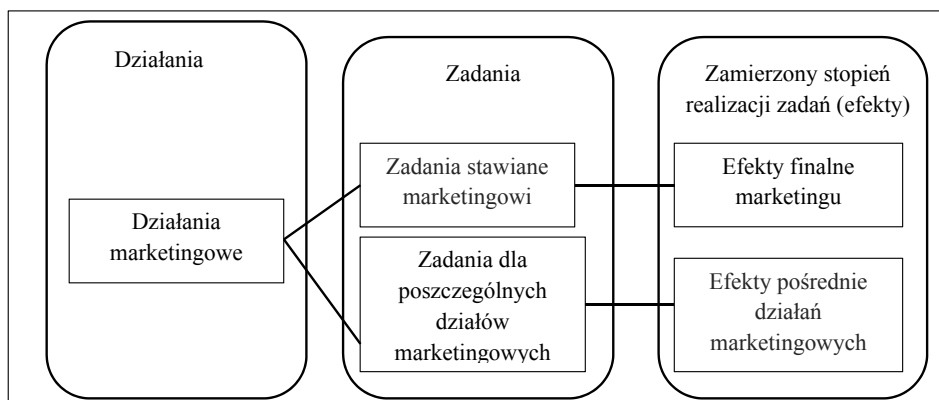 Działania
Działania
marketingowe
Zadania
Zadania stawiane
marketingowi
Zadania dla
poszczególnych
działów
marketingowych
Zamierzony stopień
realizacji zadań (efekty)
Efekty finalne
marketingu
Efekty pośrednie
działań
marketingowych